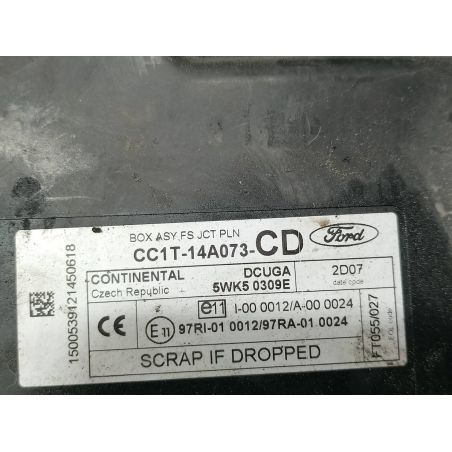 BOX ASY,FS JCT PLN
CC1T-14A073-CD
Ford
CONTINENTAL DCUGA 2D07
Czech Republic 5WK5 0309E date code
e11 I-00 0012/A-00 0024
CE E11 97RI-01 0012/97RA-01 0024
SCRAP IF DROPPED
1500539121450618
FT055/027